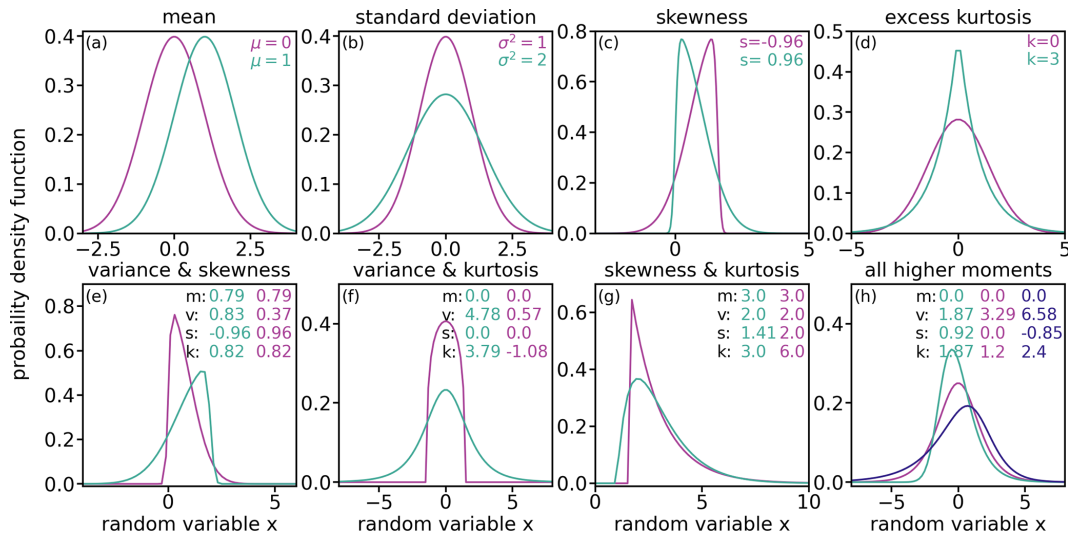 mean
standard deviation
skewness
excess kurtosis
probaility density function
(a)
μ = 0
μ = 1
0.4
0.3
0.2
0.1
0.0
−2.5 0.0 2.5
(b)
σ² = 1
σ² = 2
0.4
0.3
0.2
0.1
0.0
−2.5 0.0 2.5
(c)
s=-0.96
s= 0.96
0.8
0.6
0.4
0.2
0.0
0 5
(d)
k=0
k=3
0.5
0.4
0.3
0.2
0.1
0.0
−5 0 5
variance & skewness
variance & kurtosis
skewness & kurtosis
all higher moments
(e)
m: 0.79 0.79
v: 0.83 0.37
s: -0.96 0.96
k: 0.82 0.82
0.8
0.6
0.4
0.2
0.0
0 5
random variable x
(f)
m: 0.0 0.0
v: 4.78 0.57
s: 0.0 0.0
k: 3.79 -1.08
0.4
0.2
0.0
−5 0 5
random variable x
(g)
m: 3.0 3.0
v: 2.0 2.0
s: 1.41 2.0
k: 3.0 6.0
0.6
0.4
0.2
0.0
0 5 10
random variable x
(h)
m: 0.0 0.0 0.0
v: 1.87 3.29 6.58
s: 0.92 0.0 -0.85
k: 1.87 1.2 2.4
0.4
0.2
0.0
−5 0 5
random variable x